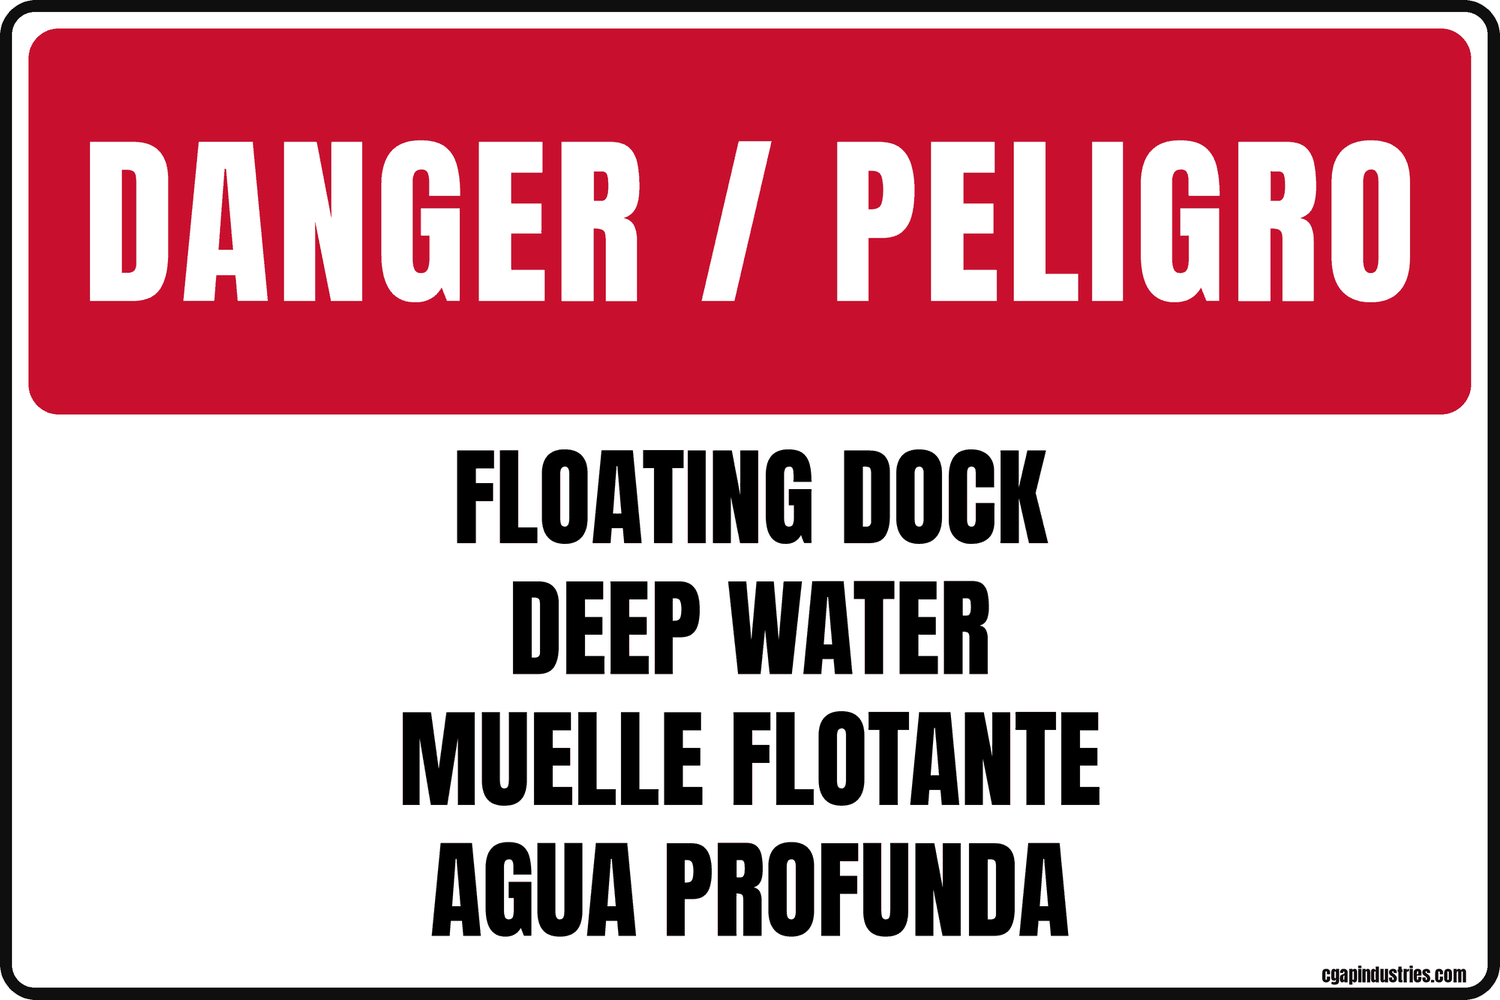 DANGER / PELIGRO
FLOATING DOCK
DEEP WATER
MUELLE FLOTANTE
AGUA PROFUNDA
cgapindustries.com